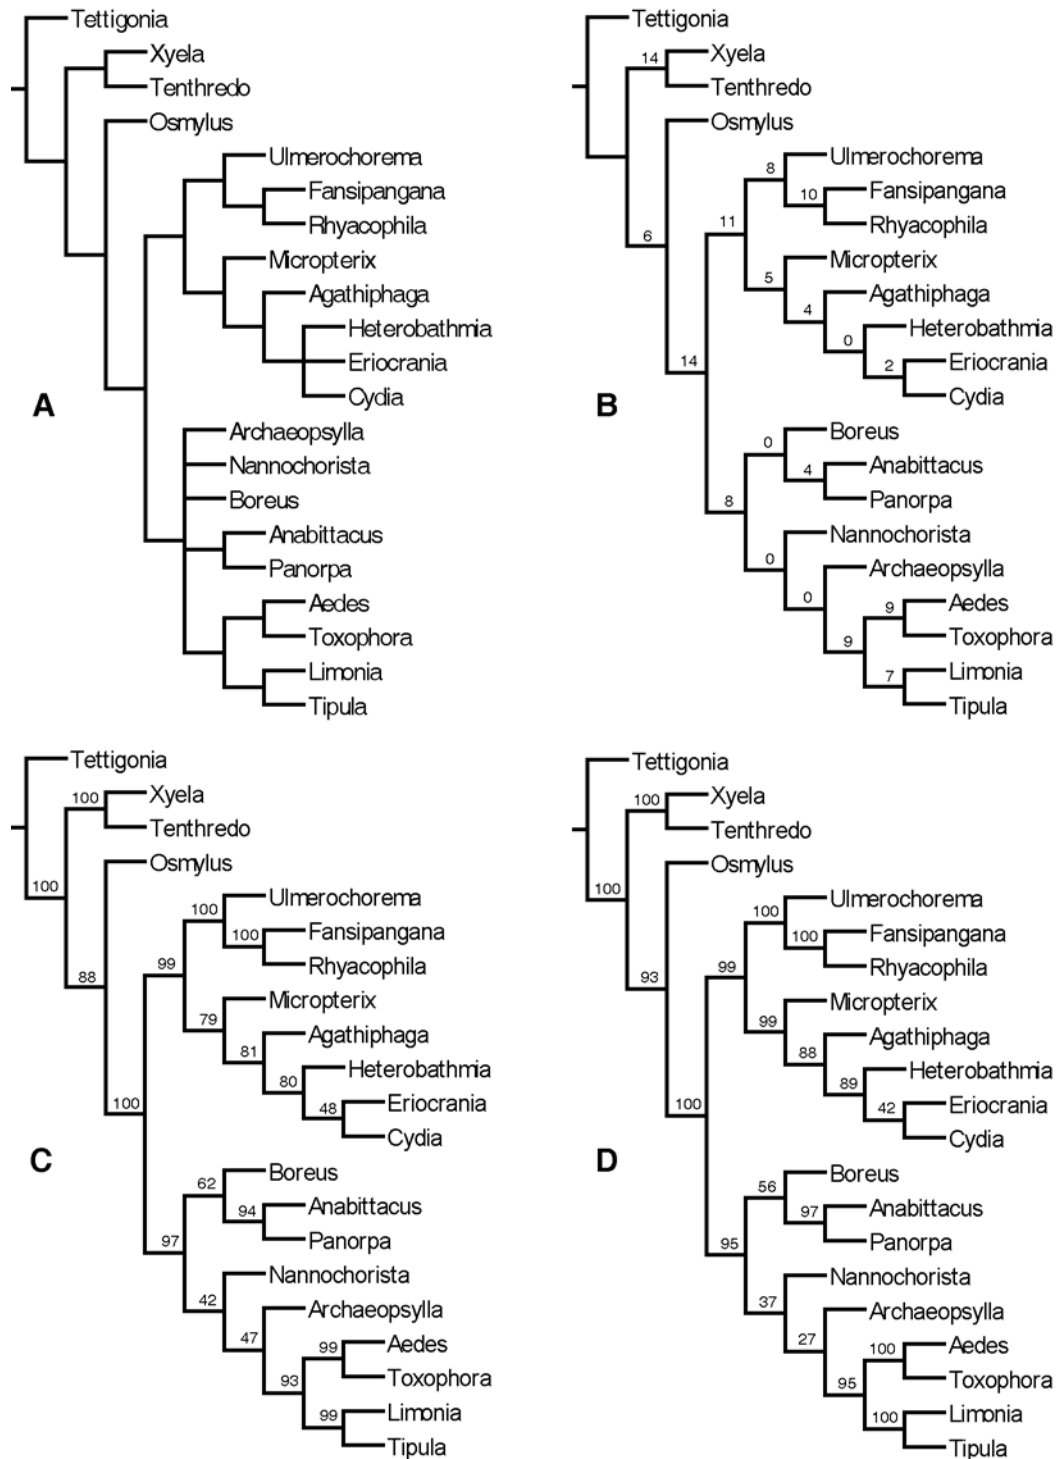 Tettigonia
Xyela
Tenthredo
Osmylus
Ulmerochorema
Fansipangana
Rhyacophila
Micropterix
Agathiphaga
Heterobathmia
Eriocrania
Cydia
A
Archaeopsylla
Nannochorista
Boreus
Anabittacus
Panorpa
Aedes
Toxophora
Limonia
Tipula
Tettigonia
14
Xyela
Tenthredo
Osmylus
6
Ulmerochorema
8
10
Fansipangana
Rhyacophila
11
Micropterix
5
Agathiphaga
4
Heterobathmia
0
Eriocrania
2
Cydia
14
B
Boreus
0
Anabittacus
4
Panorpa
8
Nannochorista
0
Archaeopsylla
0
Aedes
9
Toxophora
9
Limonia
7
Tipula
Tettigonia
100
Xyela
Tenthredo
100
Osmylus
88
Ulmerochorema
100
Fansipangana
100
Rhyacophila
99
Micropterix
79
Agathiphaga
81
Heterobathmia
80
Eriocrania
48
Cydia
100
C
Boreus
62
Anabittacus
94
Panorpa
97
Nannochorista
42
Archaeopsylla
47
Aedes
99
Toxophora
93
Limonia
99
Tipula
Tettigonia
100
Xyela
Tenthredo
100
Osmylus
93
Ulmerochorema
100
Fansipangana
100
Rhyacophila
99
Micropterix
99
Agathiphaga
88
Heterobathmia
89
Eriocrania
42
Cydia
100
D
Boreus
56
Anabittacus
97
Panorpa
95
Nannochorista
37
Archaeopsylla
27
Aedes
100
Toxophora
95
Limonia
100
Tipula